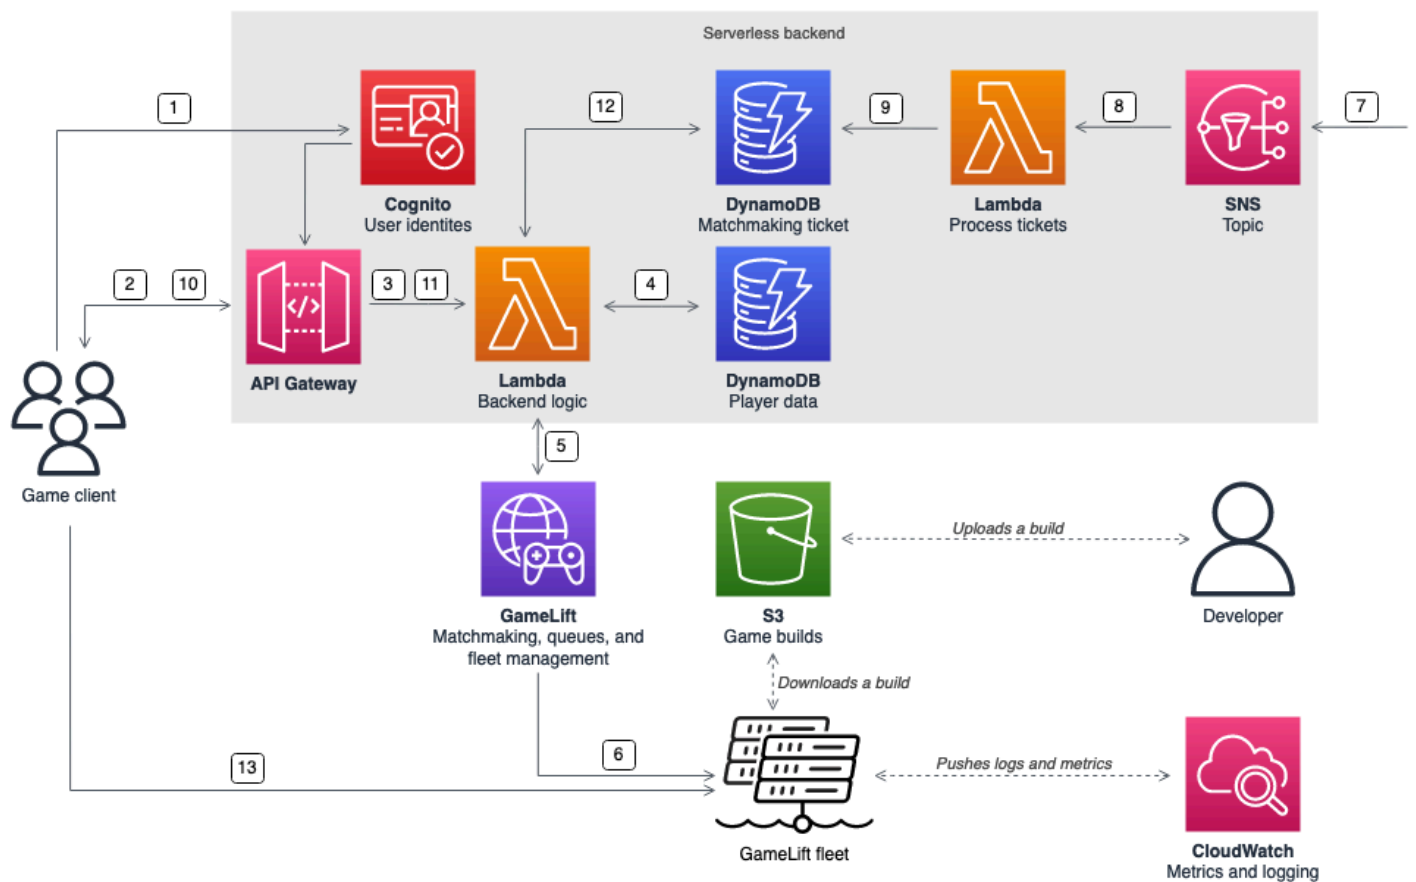 Serverless backend
1
12
9
8
7
Cognito
User identites
DynamoDB
Matchmaking ticket
Lambda
Process tickets
SNS
Topic
2
10
3
11
4
API Gateway
Lambda
Backend logic
DynamoDB
Player data
5
Game client
Uploads a build
GameLift
Matchmaking, queues, and
fleet management
S3
Game builds
Developer
Downloads a build
6
13
Pushes logs and metrics
GameLift fleet
CloudWatch
Metrics and logging